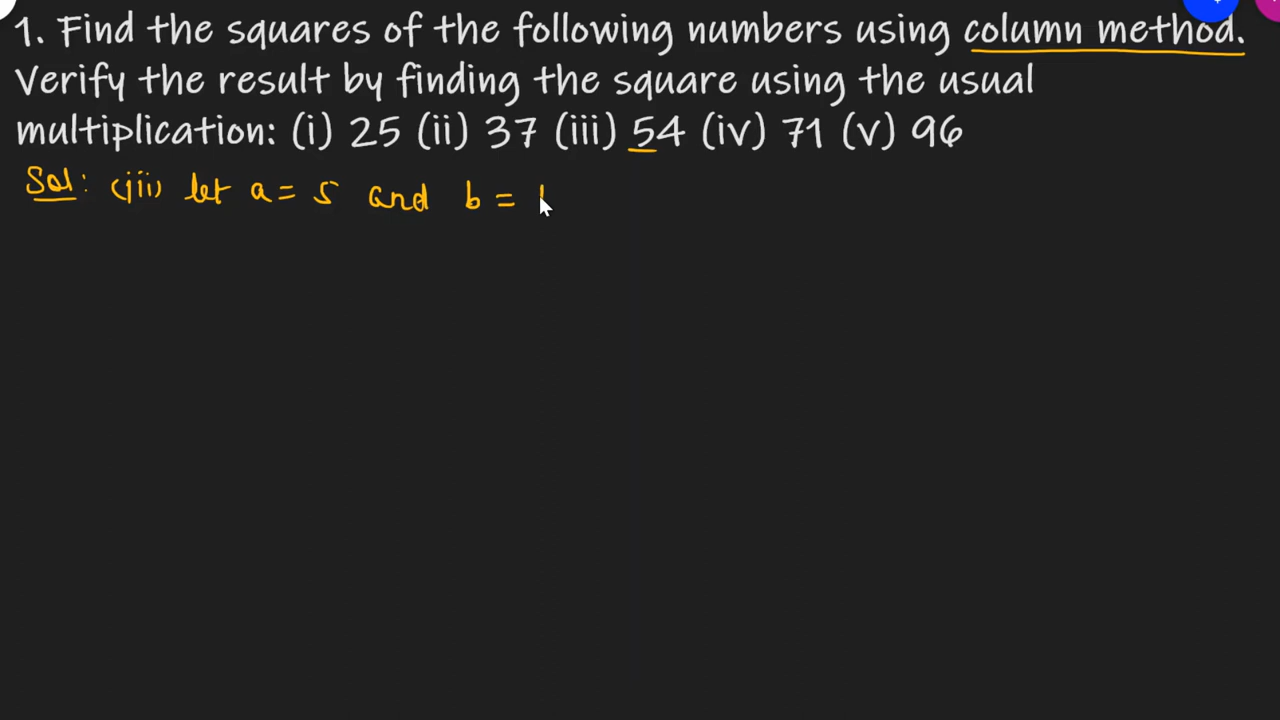 1. Find the squares of the following numbers using column method.
Verify the result by finding the square using the usual
multiplication: (i) 25 (ii) 37 (iii) 54 (iv) 71 (v) 96
Sol: (iii) let a = 5 and b =